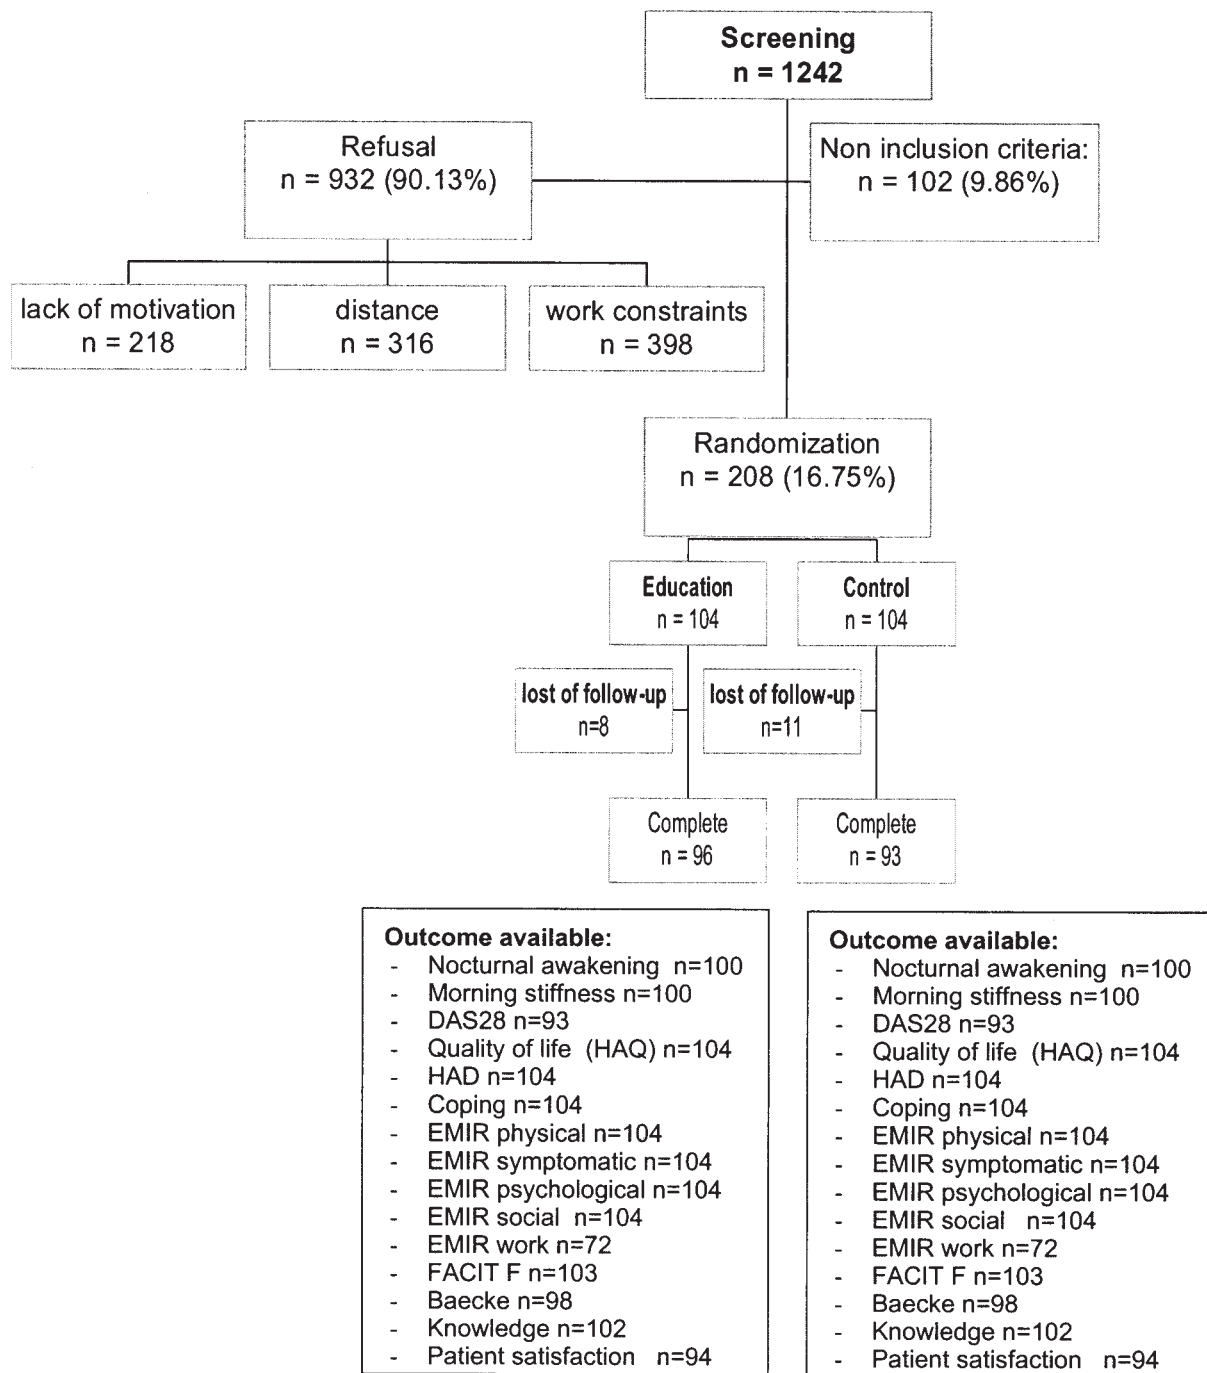 Screening
n = 1242
Refusal
n = 932 (90.13%)
Non inclusion criteria:
n = 102 (9.86%)
lack of motivation
n = 218
distance
n = 316
work constraints
n = 398
Randomization
n = 208 (16.75%)
Education
n = 104
Control
n = 104
lost of follow-up
n=8
lost of follow-up
n=11
Complete
n = 96
Complete
n = 93
Outcome available:
- Nocturnal awakening n=100
- Morning stiffness n=100
- DAS28 n=93
- Quality of life (HAQ) n=104
- HAD n=104
- Coping n=104
- EMIR physical n=104
- EMIR symptomatic n=104
- EMIR psychological n=104
- EMIR social n=104
- EMIR work n=72
- FACIT F n=103
- Baecke n=98
- Knowledge n=102
- Patient satisfaction n=94
Outcome available:
- Nocturnal awakening n=100
- Morning stiffness n=100
- DAS28 n=93
- Quality of life (HAQ) n=104
- HAD n=104
- Coping n=104
- EMIR physical n=104
- EMIR symptomatic n=104
- EMIR psychological n=104
- EMIR social n=104
- EMIR work n=72
- FACIT F n=103
- Baecke n=98
- Knowledge n=102
- Patient satisfaction n=94